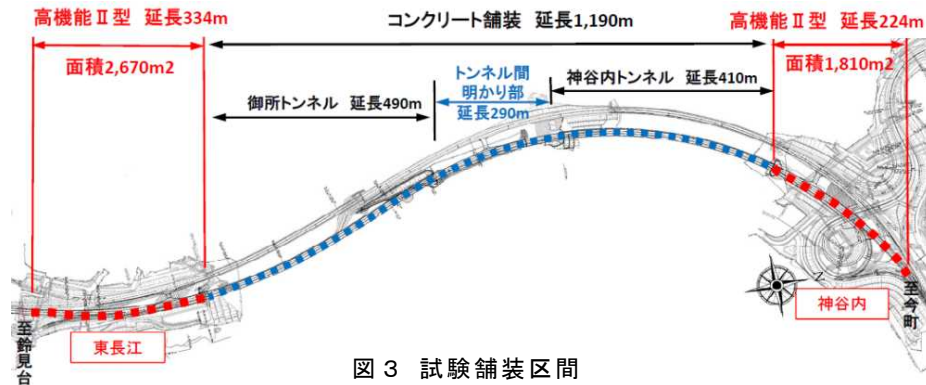 高機能Ⅱ型 延長334m
面積2,670m2
コンクリート舗装 延長1,190m
高機能Ⅱ型 延長224m
面積1,810m2
御所トンネル 延長490m
トンネル間
明かり部
延長290m
神谷内トンネル 延長410m
至鈴見台
東長江
神谷内
至今町
図3 試験舗装区間